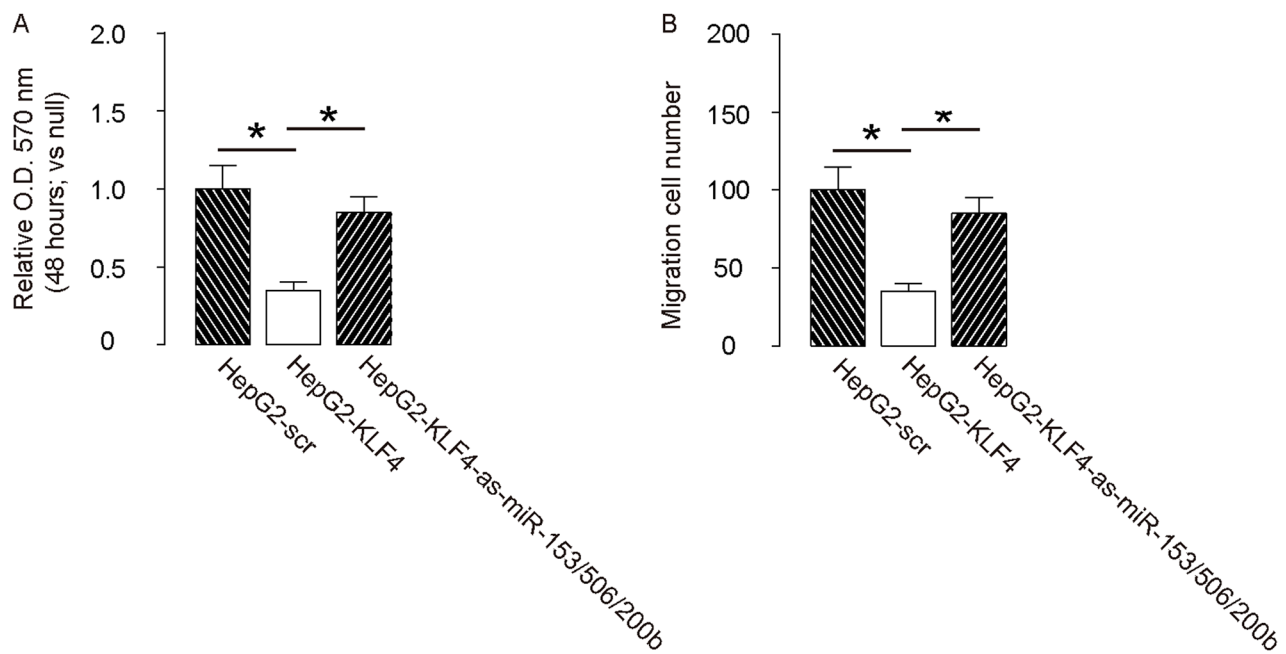 A
Relative O.D. 570 nm
(48 hours; vs null)
2.0
1.5
1.0
0.5
0
*
*
HepG2-scr
HepG2-KLF4
HepG2-KLF4-as-miR-153/506/200b
B
Migration cell number
200
150
100
50
0
*
*
HepG2-scr
HepG2-KLF4
HepG2-KLF4-as-miR-153/506/200b